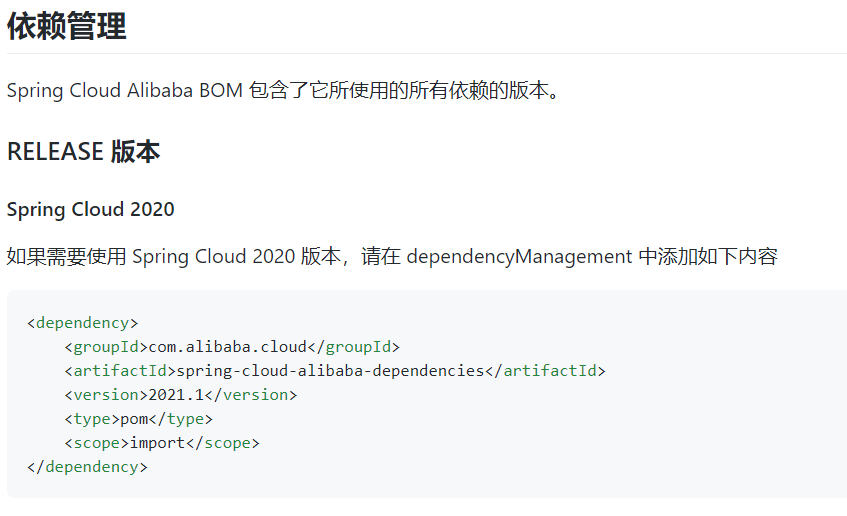 依赖管理
Spring Cloud Alibaba BOM 包含了它所使用的所有依赖的版本。
RELEASE 版本
Spring Cloud 2020
如果需要使用 Spring Cloud 2020 版本，请在 dependencyManagement 中添加如下内容
<dependency>
    <groupId>com.alibaba.cloud</groupId>
    <artifactId>spring-cloud-alibaba-dependencies</artifactId>
    <version>2021.1</version>
    <type>pom</type>
    <scope>import</scope>
</dependency>